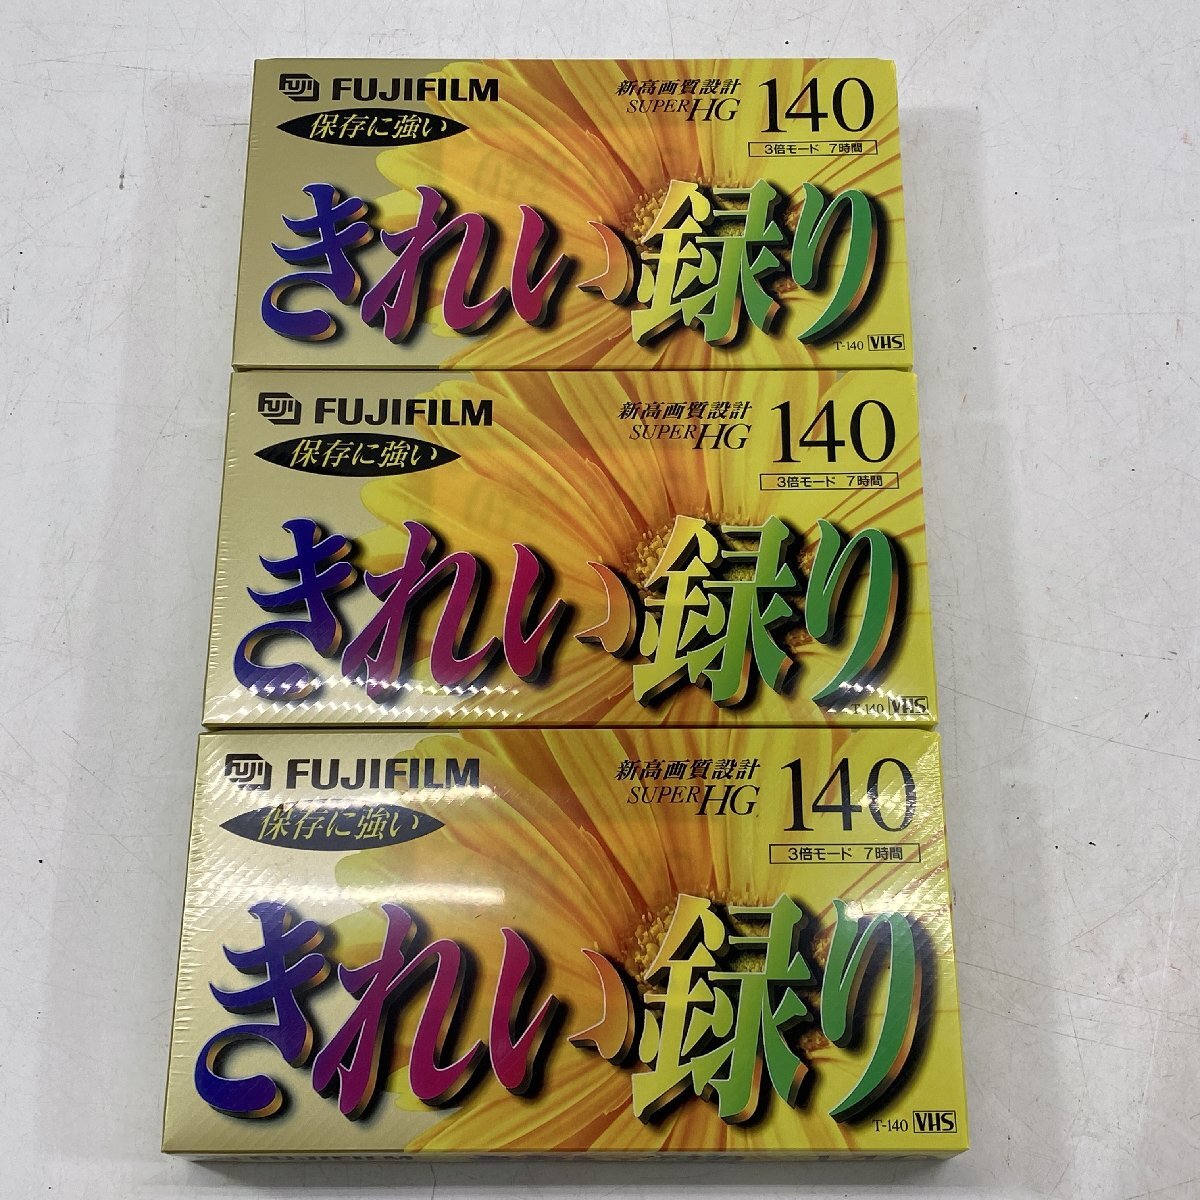 FUJI FUJIFILM
保存に強い
新高画質設計
SUPER HG
140
3倍モード 7時間
きれい録り
T-140 VHS
FUJI FUJIFILM
保存に強い
新高画質設計
SUPER HG
140
3倍モード 7時間
きれい録り
T-140 VHS
FUJI FUJIFILM
保存に強い
新高画質設計
SUPER HG
140
3倍モード 7時間
きれい録り
T-140 VHS
FUJIFILM